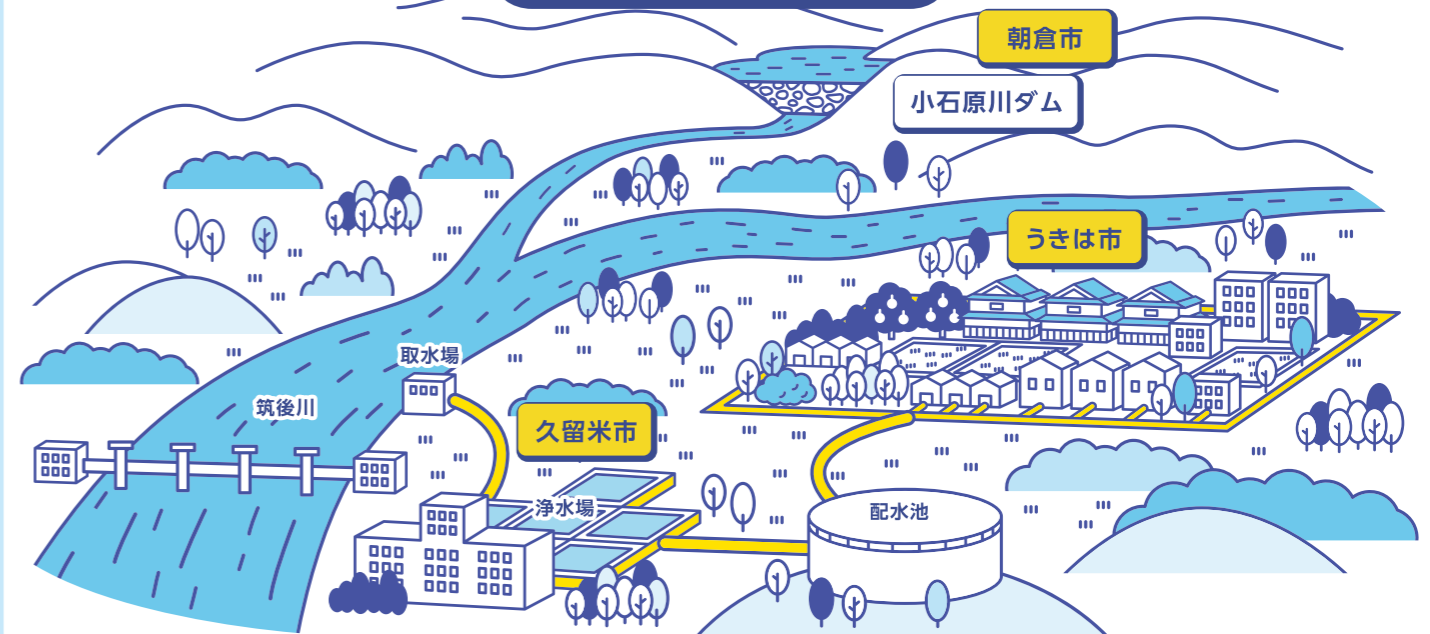 朝倉市
小石原川ダム
うきは市
取水場
筑後川
久留米市
浄水場
配水池